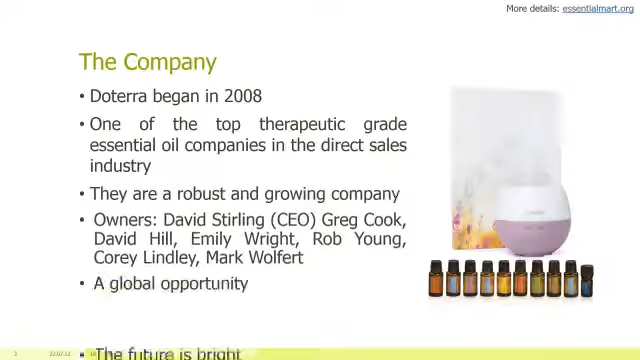 More details: essentialmart.org
The Company
• Doterra began in 2008
• One of the top therapeutic grade
essential oil companies in the direct sales
industry
• They are a robust and growing company
• Owners: David Stirling (CEO) Greg Cook,
David Hill, Emily Wright, Rob Young,
Corey Lindley, Mark Wolfert
• A global opportunity
• The future is bright